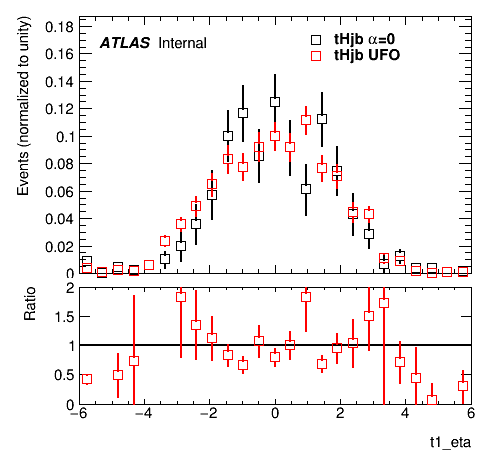 Events (normalized to unity)
0.18
0.16
0.14
0.12
0.1
0.08
0.06
0.04
0.02
0
ATLAS Internal
tHjb α=0
tHjb UFO
Ratio
2
1.5
1
0.5
0
−6 −4 −2 0 2 4 6
t1_eta